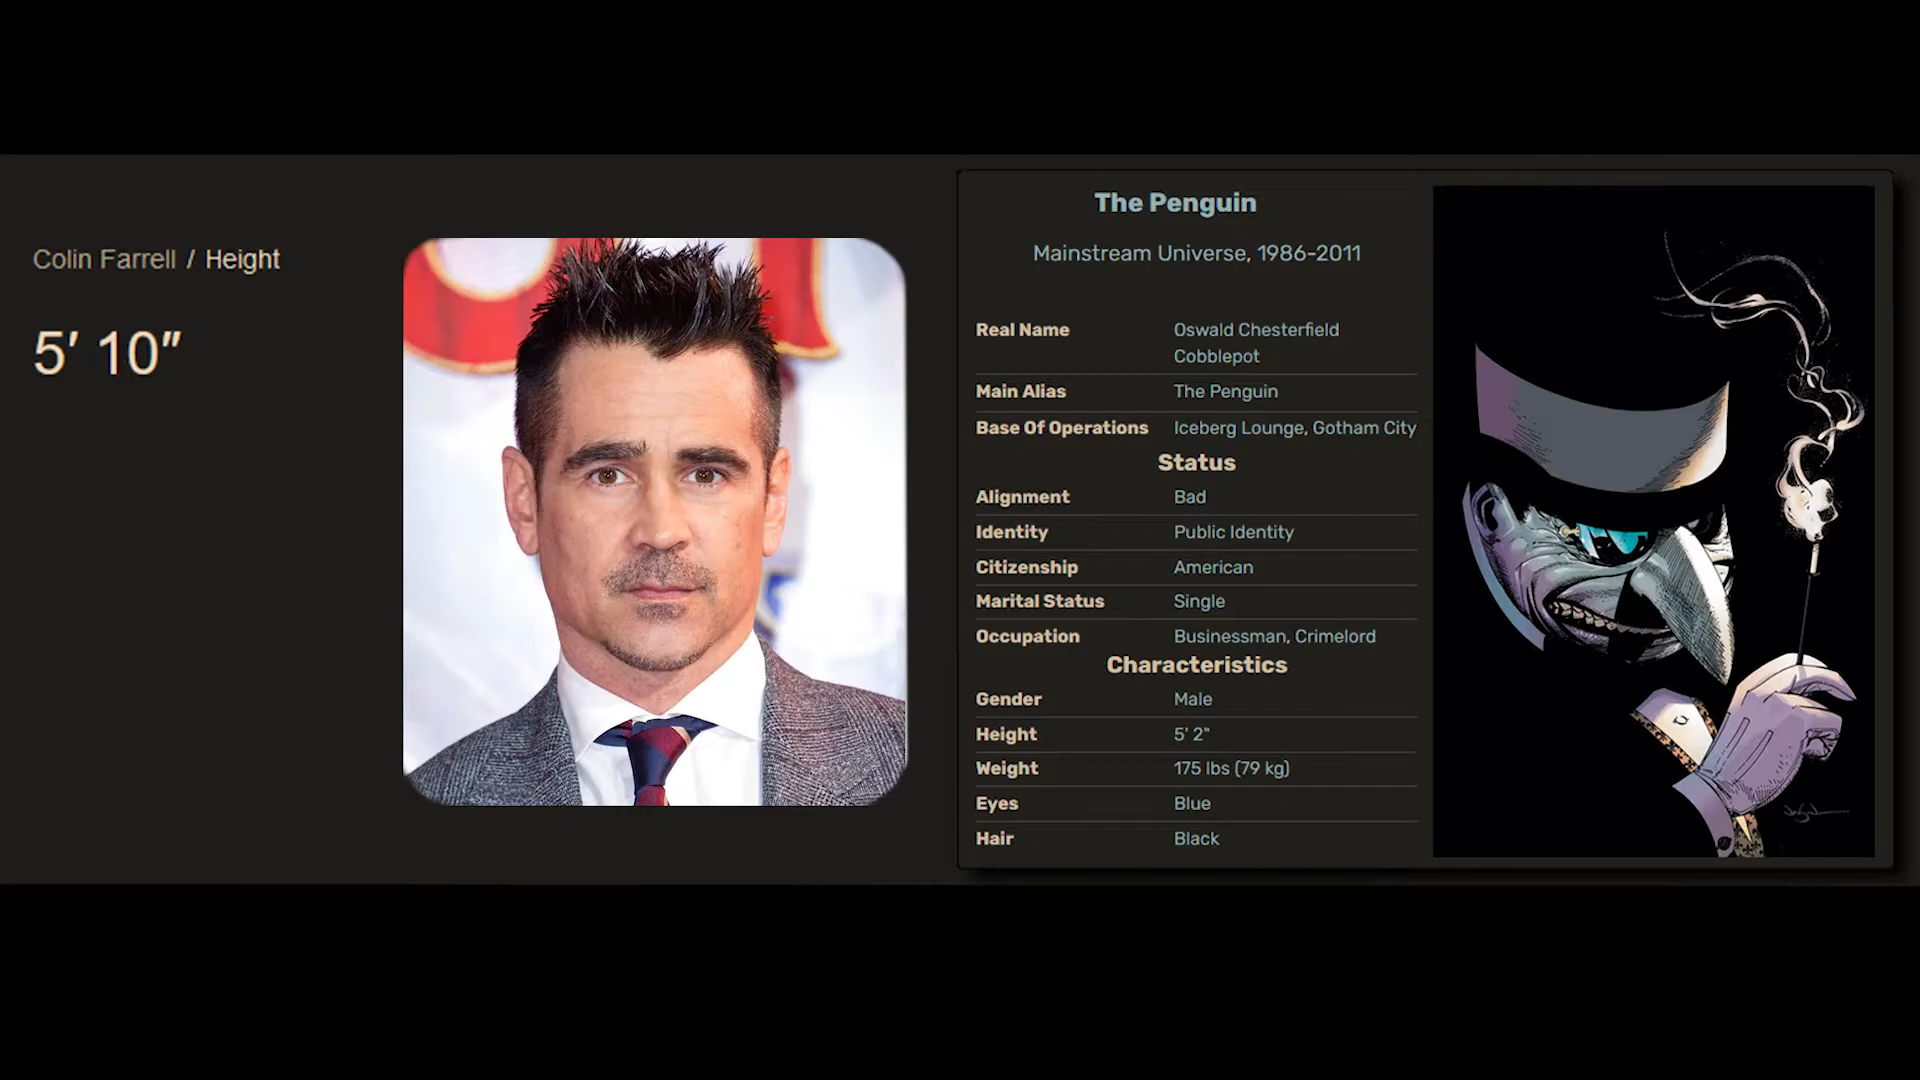 Colin Farrell / Height
5′ 10″
The Penguin
Mainstream Universe, 1986-2011
Real Name Oswald Chesterfield
Cobblepot
Main Alias The Penguin
Base Of Operations Iceberg Lounge, Gotham City
Status
Alignment Bad
Identity Public Identity
Citizenship American
Marital Status Single
Occupation Businessman, Crimelord
Characteristics
Gender Male
Height 5' 2"
Weight 175 lbs (79 kg)
Eyes Blue
Hair Black